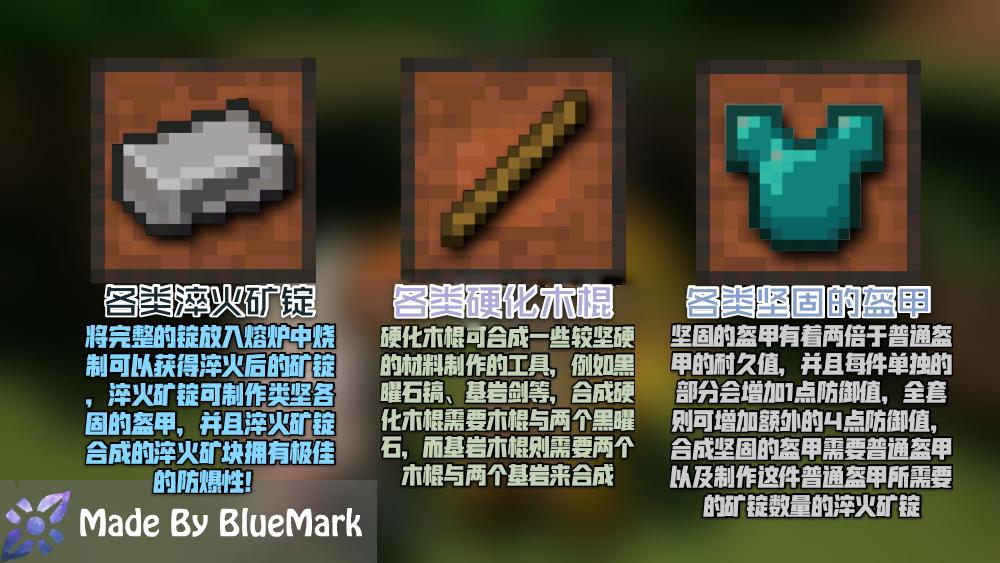 各类淬火矿锭
将完整的锭放入熔炉中烧
制可以获得淬火后的矿锭
，淬火矿锭可制作类坚各
固的盔甲，并且淬火矿锭
合成的淬火矿块拥有极佳
的防爆性!
各类硬化木棍
硬化木棍可合成一些较坚硬
的材料制作的工具，例如黑
曜石镐、基岩剑等，合成硬
化木棍需要木棍与两个黑曜
石，而基岩木棍则需要两个
木棍与两个基岩来合成
各类坚固的盔甲
坚固的盔甲有着两倍于普通盔
甲的耐久值，并且每件单独的
部分会增加1点防御值，全套
则可增加额外的4点防御值，
合成坚固的盔甲需要普通盔甲
以及制作这件普通盔甲所需要
的矿锭数量的淬火矿锭
Made By BlueMark